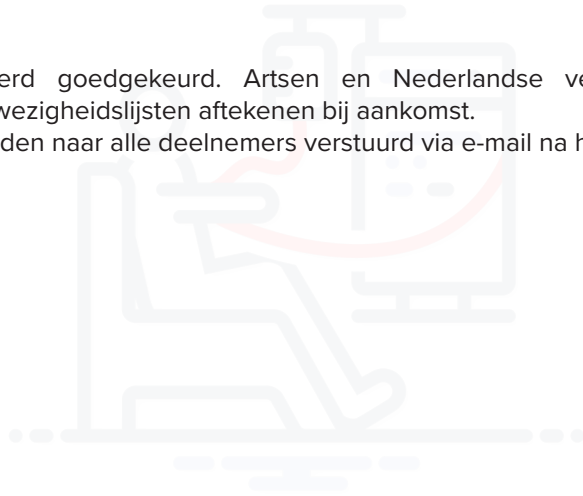 erd goedgekeurd. Artsen en Nederlandse ve
wezigheidslijsten aftekenen bij aankomst.
den naar alle deelnemers verstuurd via e-mail na h